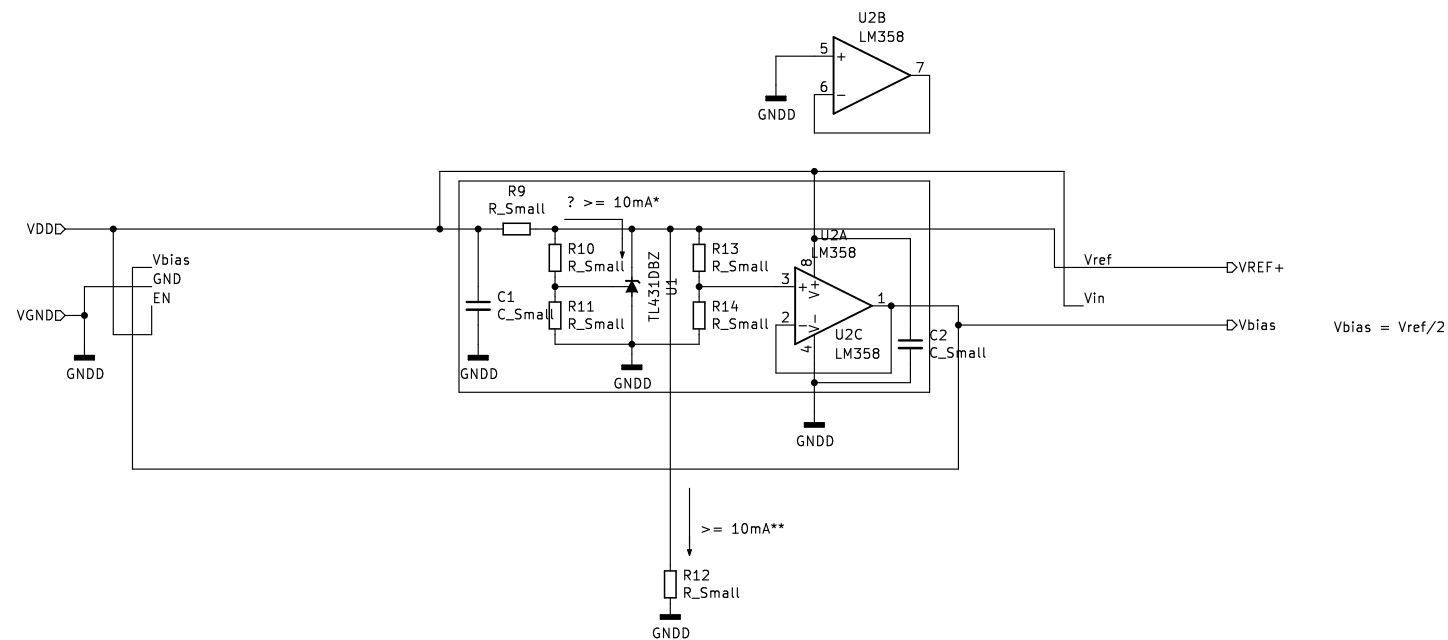 U2B
LM358
5
+
7
6
−
GNDD
R9
R_Small
? >= 10mA*
VDD
U2A
LM358
R10
R_Small
R13
R_Small
TL431DBZ
U1
Vbias
GND
EN
VGND
GNDD
C1
C_Small
GNDD
R11
R_Small
R14
R_Small
GNDD
8
3
+
V+
1
2
−
V−
4
U2C
LM358
C2
C_Small
GNDD
Vref
VREF+
Vin
Vbias
Vbias = Vref/2
>= 10mA**
R12
R_Small
GNDD